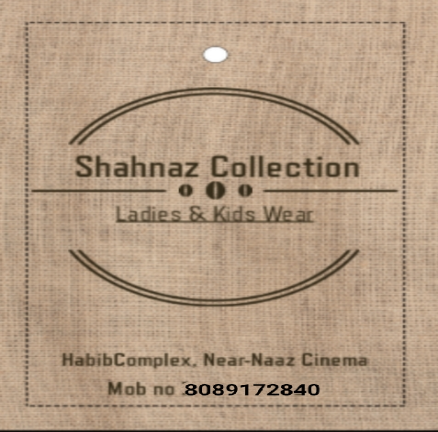 Shahnaz Collection
Ladies & Kids Wear
HabibComplex, Near-Naaz Cinema
Mob no :8089172840